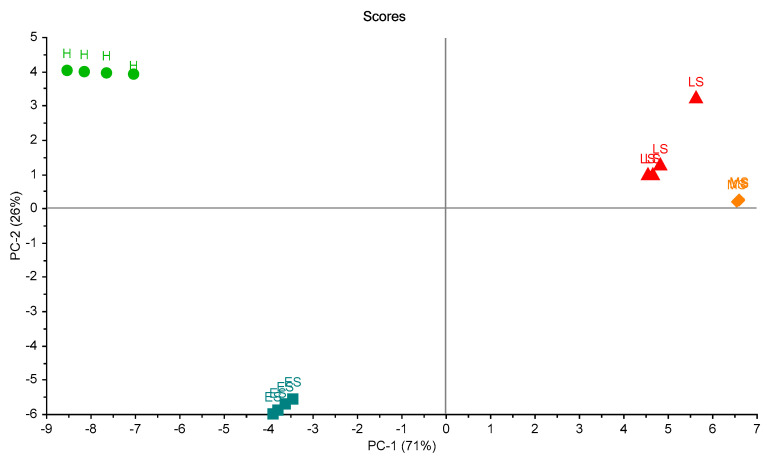 Scores
5
H H H H
4
LS
3
2
LS
LS
1
MS
0
-1
-2
-3
-4
-5
ES
ES
-6
-9 -8 -7 -6 -5 -4 -3 -2 -1 0 1 2 3 4 5 6 7
PC-1 (71%)
PC-2 (26%)